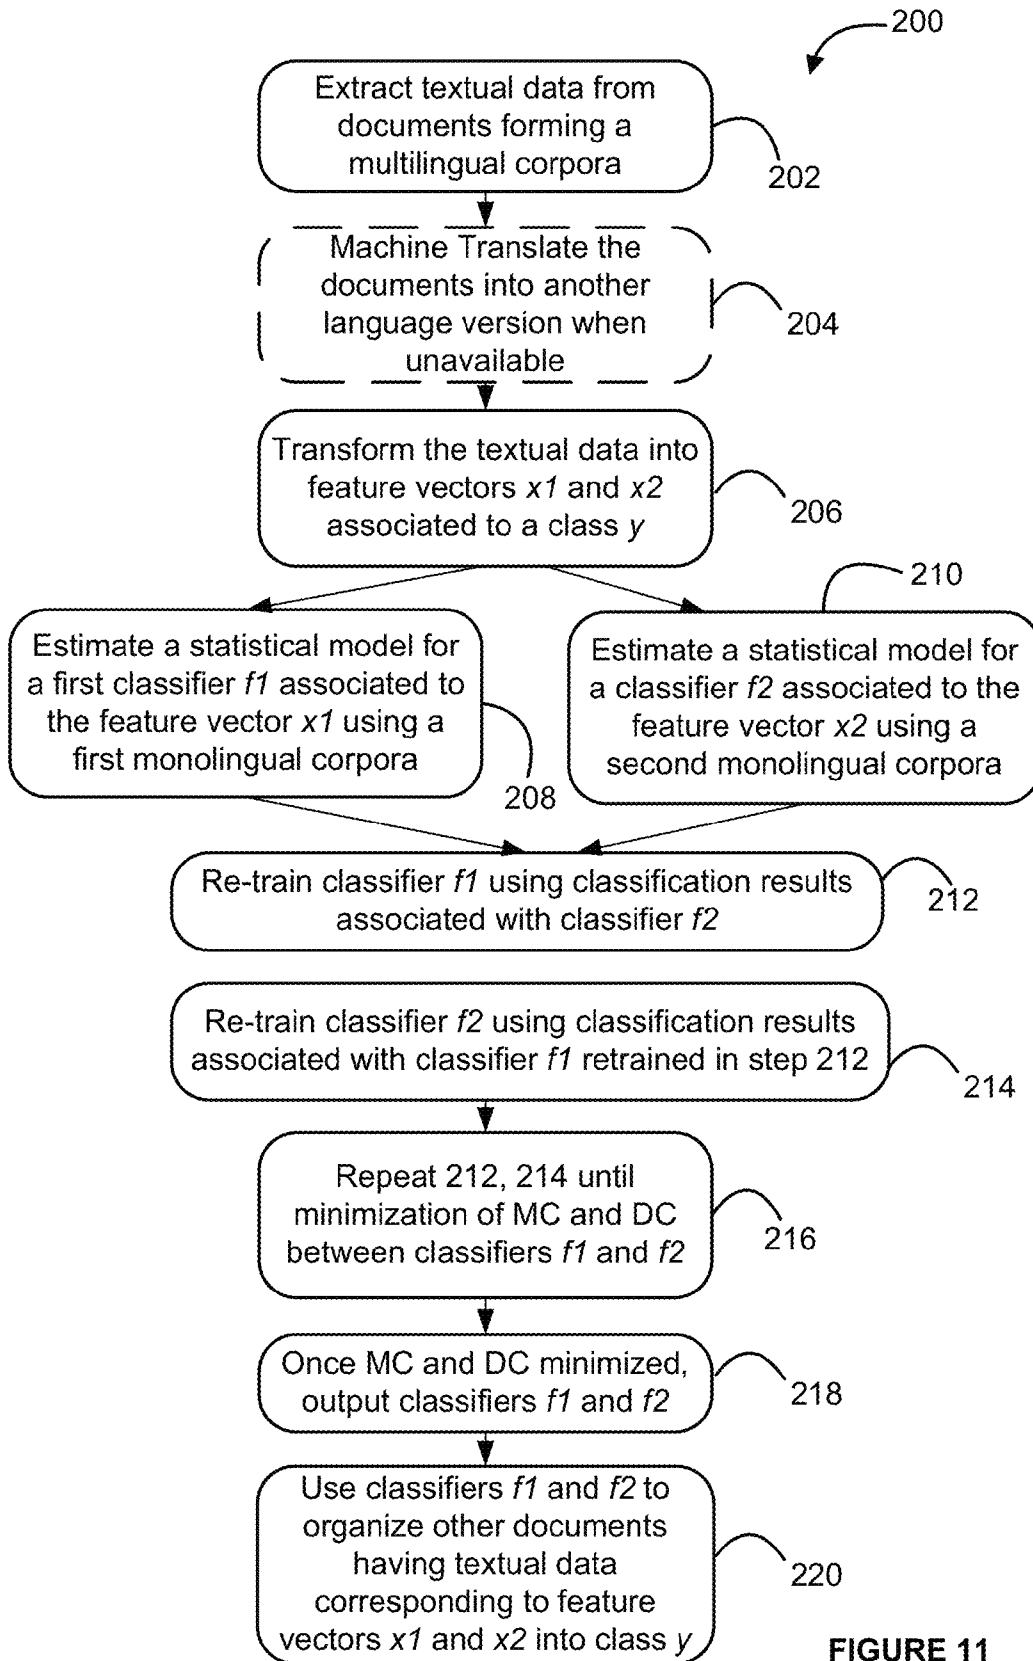 200
Extract textual data from
documents forming a
multilingual corpora
202
Machine Translate the
documents into another
language version when
unavailable
204
Transform the textual data into
feature vectors x1 and x2
associated to a class y
206
210
Estimate a statistical model for
a first classifier f1 associated to
the feature vector x1 using a
first monolingual corpora
208
Estimate a statistical model for
a classifier f2 associated to the
feature vector x2 using a
second monolingual corpora
Re-train classifier f1 using classification results
associated with classifier f2
212
Re-train classifier f2 using classification results
associated with classifier f1 retrained in step 212
214
Repeat 212, 214 until
minimization of MC and DC
between classifiers f1 and f2
216
Once MC and DC minimized,
output classifiers f1 and f2
218
Use classifiers f1 and f2 to
organize other documents
having textual data
corresponding to feature
vectors x1 and x2 into class y
220
FIGURE 11